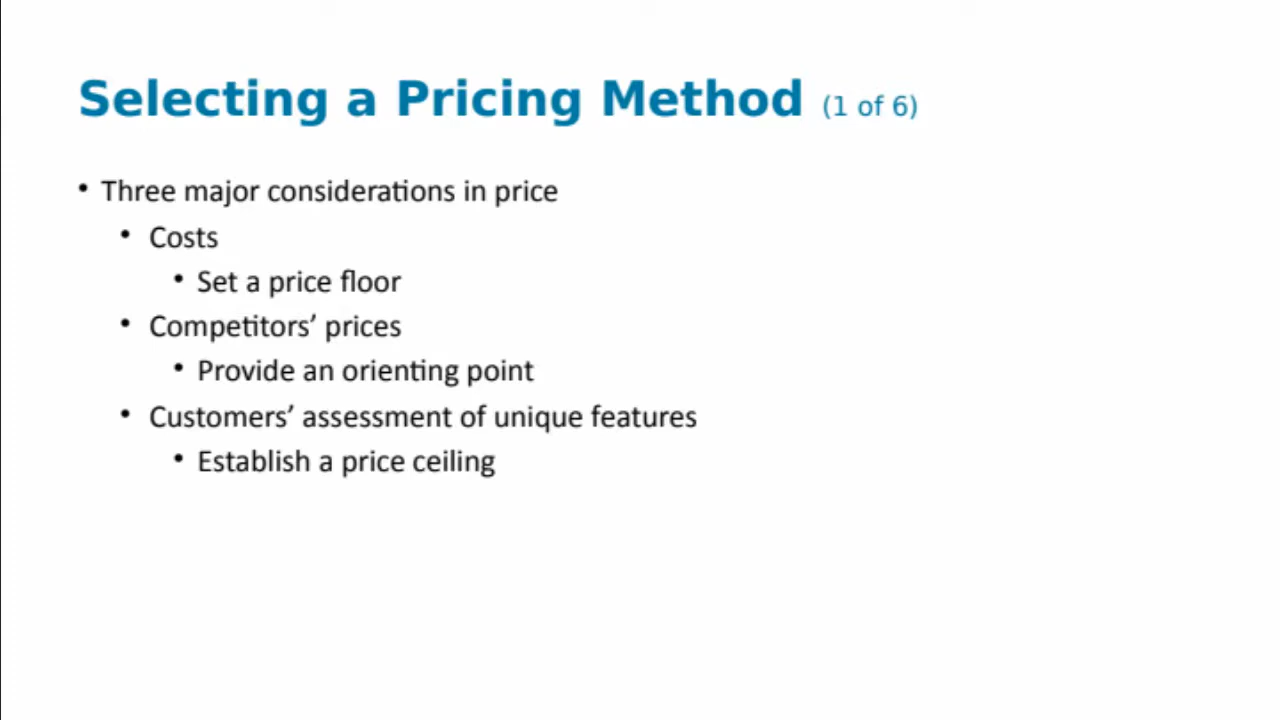 Selecting a Pricing Method (1 of 6)
• Three major considerations in price
• Costs
• Set a price floor
• Competitors’ prices
• Provide an orienting point
• Customers’ assessment of unique features
• Establish a price ceiling